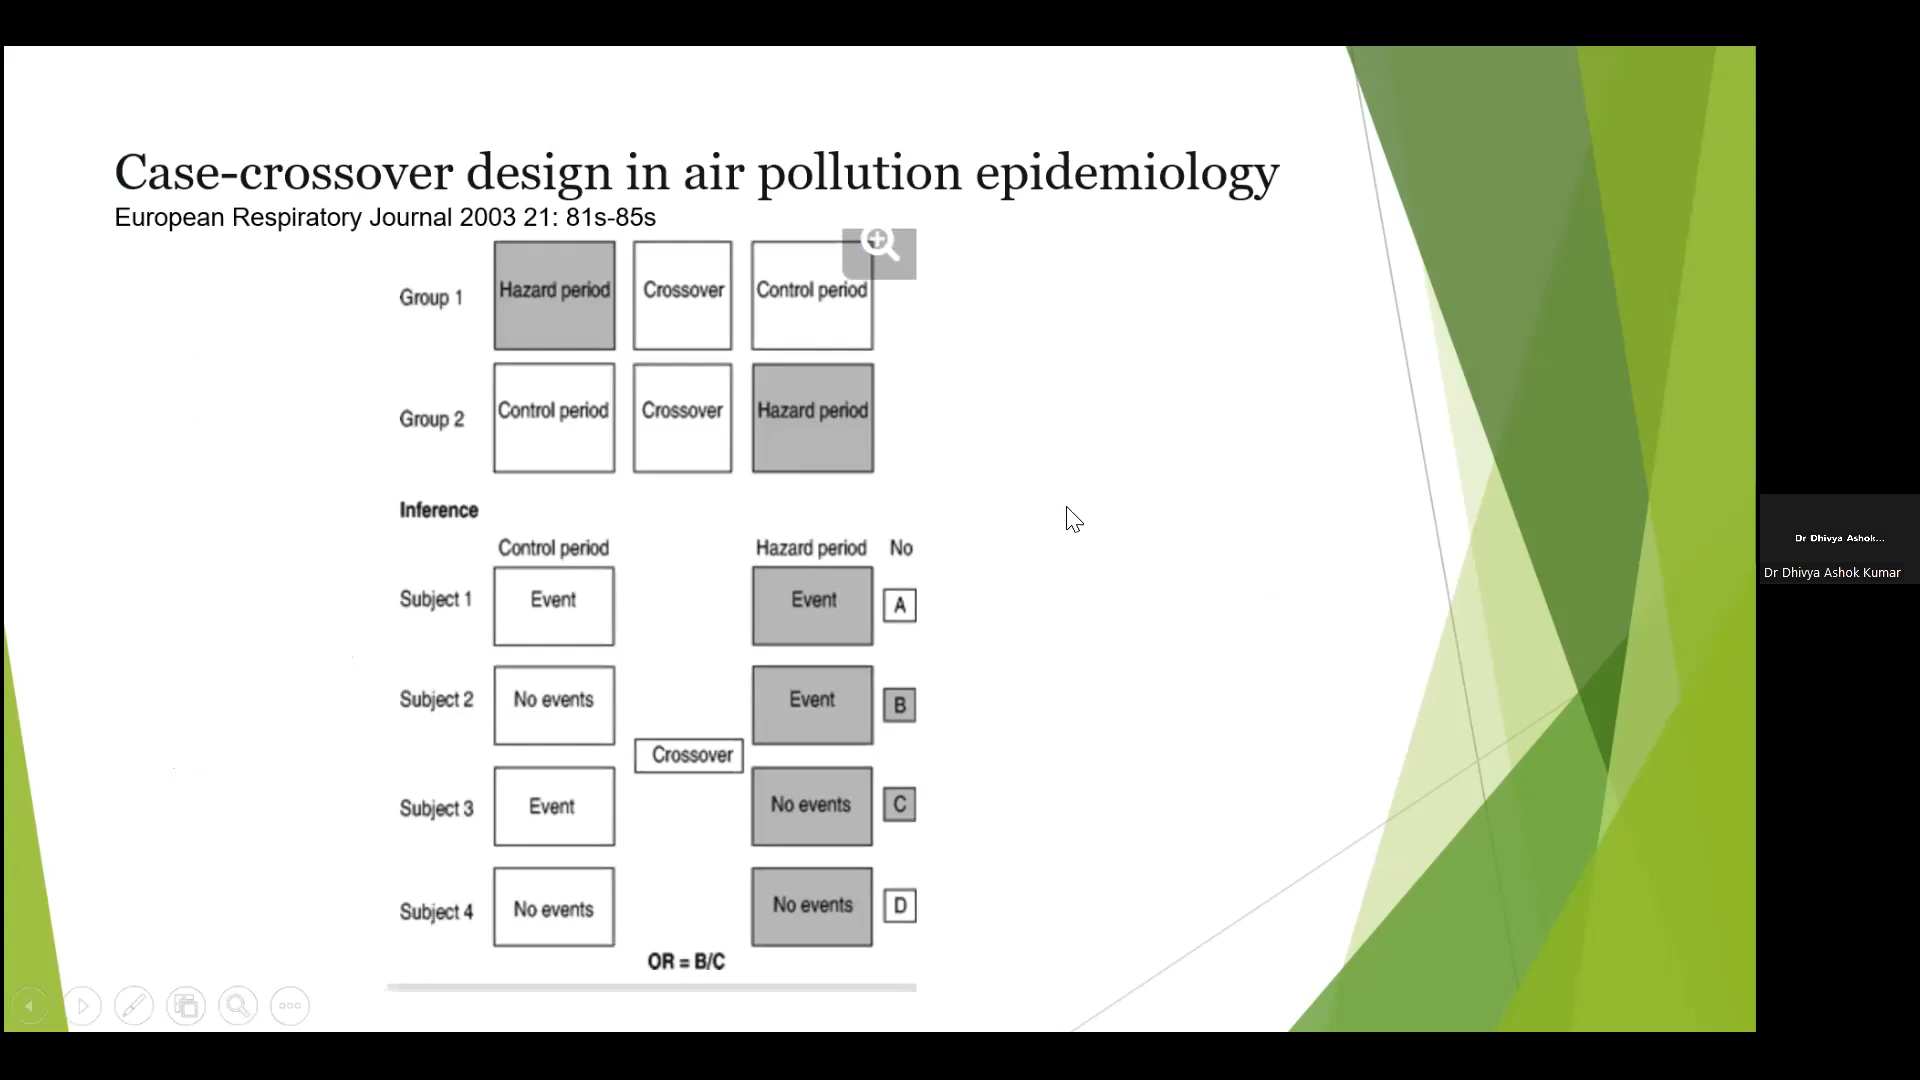 Case-crossover design in air pollution epidemiology
European Respiratory Journal 2003 21: 81s-85s
Group 1 Hazard period Crossover Control period
Group 2 Control period Crossover Hazard period
Inference
Control period Hazard period No
Subject 1 Event Event A
Subject 2 No events Event B
Crossover
Subject 3 Event No events C
Subject 4 No events No events D
OR = B/C
Dr Dhivya Ashok...
Dr Dhivya Ashok Kumar